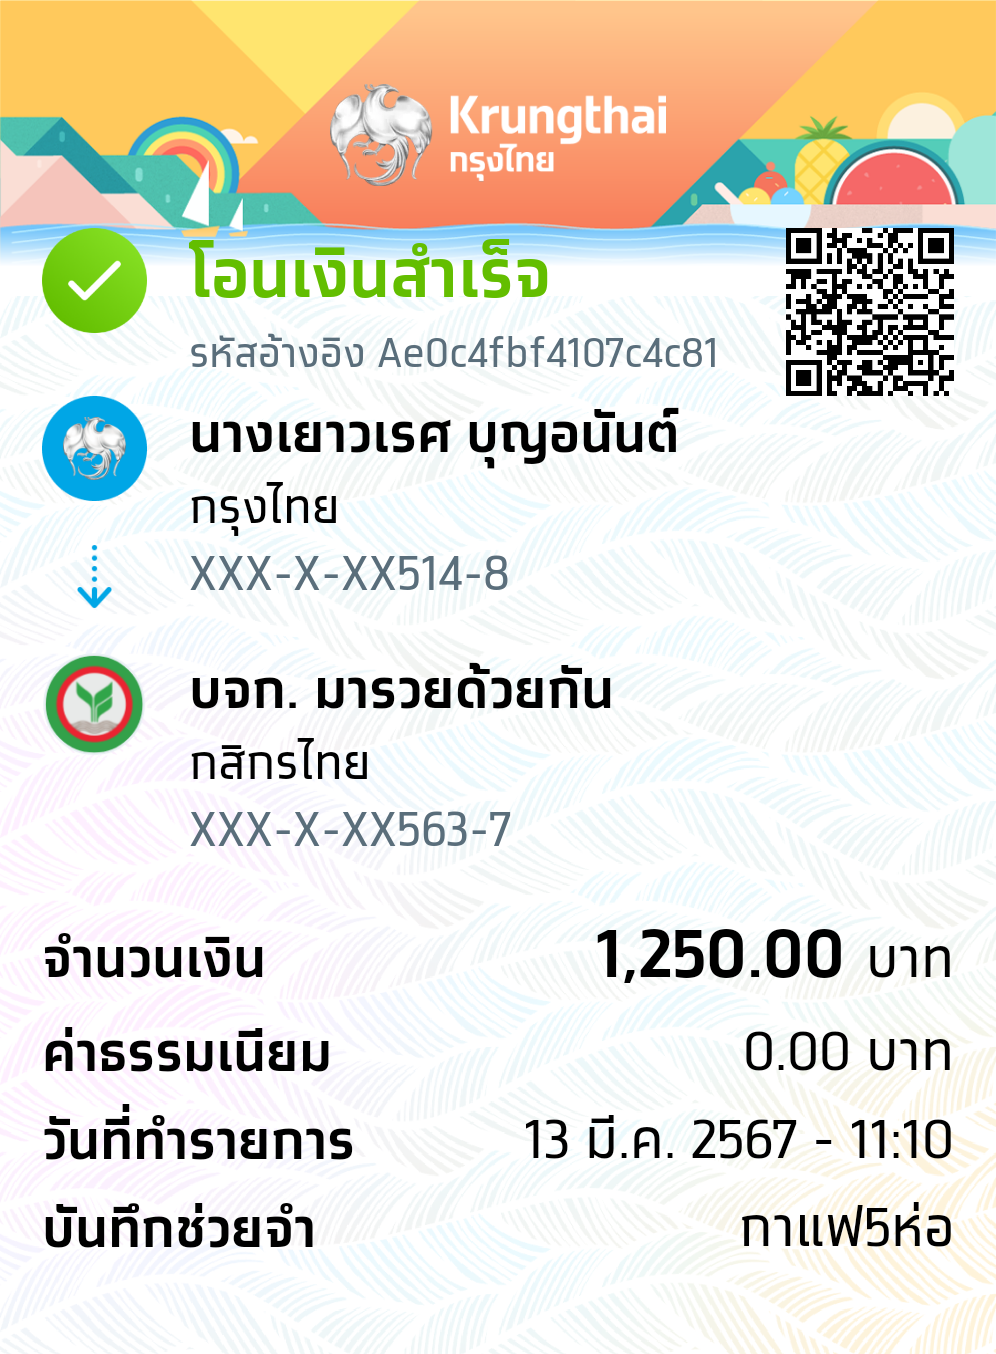 Krungthai
กรุงไทย
โอนเงินสำเร็จ
รหัสอ้างอิง Ae0c4fbf4107c4c81
นางเยาวเรศ บุญอนันต์
กรุงไทย
XXX-X-XX514-8
บจก. มารวยด้วยกัน
กสิกรไทย
XXX-X-XX563-7
จำนวนเงิน 1,250.00 บาท
ค่าธรรมเนียม 0.00 บาท
วันที่ทำรายการ 13 มี.ค. 2567 - 11:10
บันทึกช่วยจำ กาแฟ5ห่อ